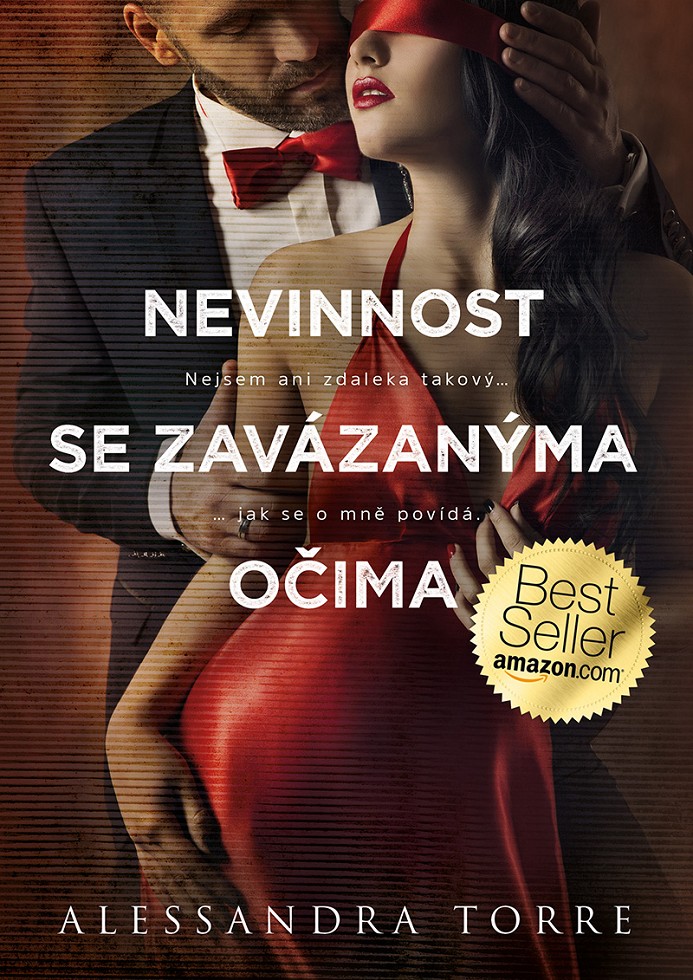 NEVINNOST
Nejsem ani zdaleka takový...
SE ZAVÁZANÝMA
... jak se o mně povídá.
OČIMA
Best
Seller
amazon.com
ALESSANDRA TORRE